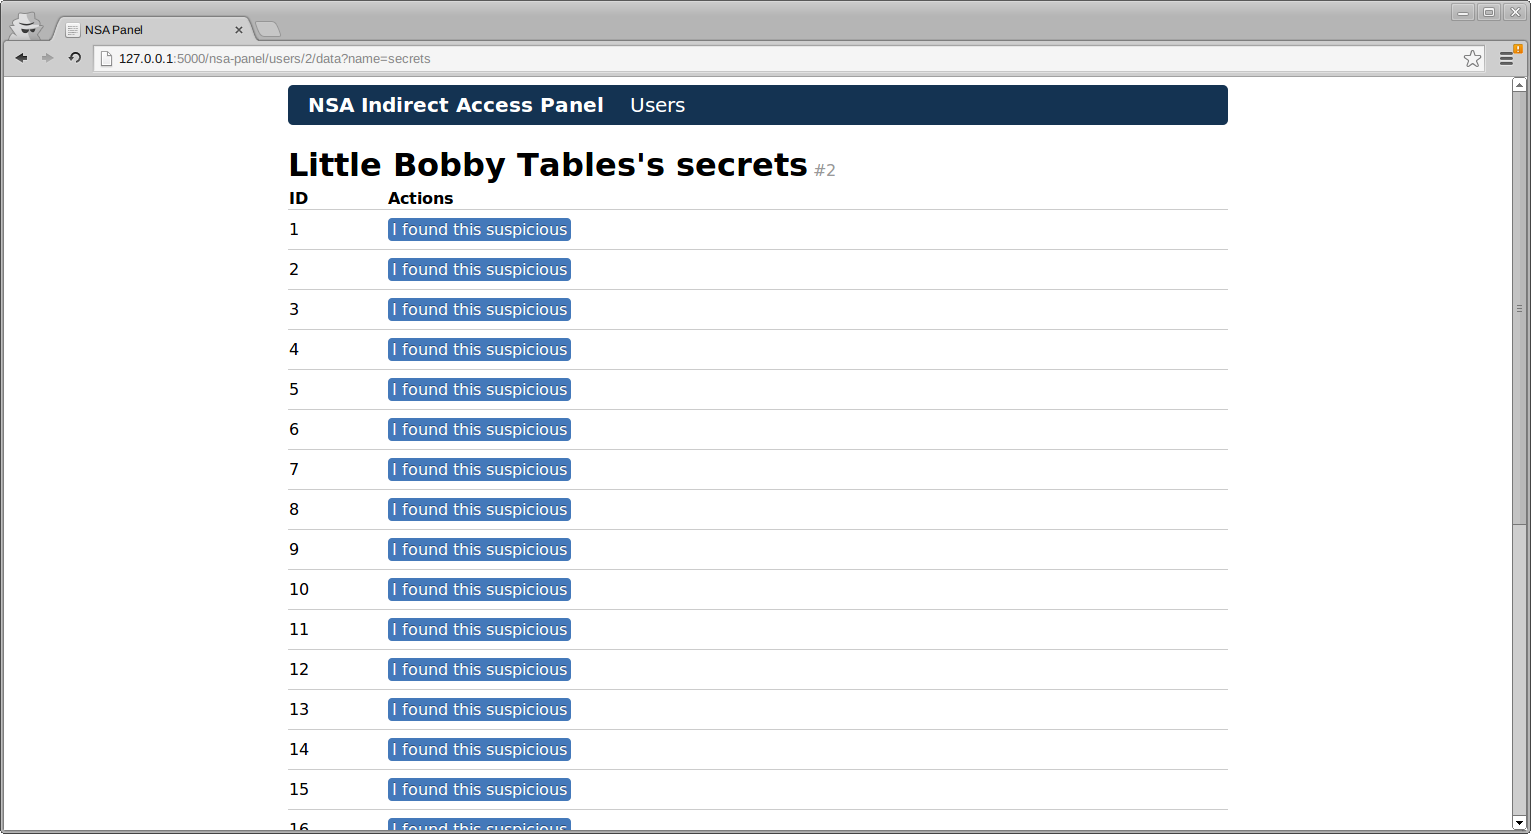 NSA Panel
127.0.0.1:5000/nsa-panel/users/2/data?name=secrets
NSA Indirect Access Panel Users
Little Bobby Tables's secrets #2
ID Actions
1 I found this suspicious
2 I found this suspicious
3 I found this suspicious
4 I found this suspicious
5 I found this suspicious
6 I found this suspicious
7 I found this suspicious
8 I found this suspicious
9 I found this suspicious
10 I found this suspicious
11 I found this suspicious
12 I found this suspicious
13 I found this suspicious
14 I found this suspicious
15 I found this suspicious
16 I found this suspicious